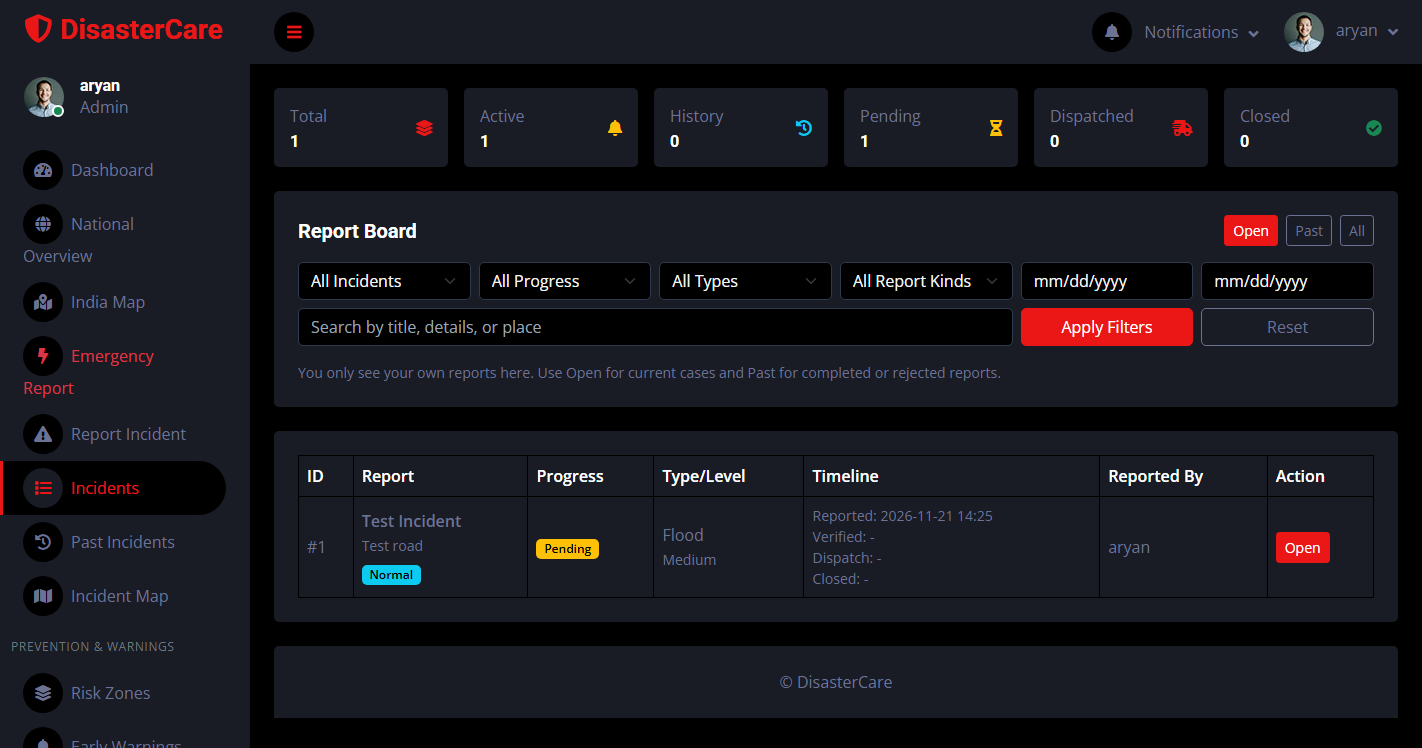 DisasterCare
Notifications
aryan
aryan
Admin
Dashboard
National
Overview
India Map
Emergency
Report
Report Incident
Incidents
Past Incidents
Incident Map
PREVENTION & WARNINGS
Risk Zones
Early Warnings
Total
1
Active
1
History
0
Pending
1
Dispatched
0
Closed
0
Report Board
Open Past All
All Incidents All Progress All Types All Report Kinds mm/dd/yyyy mm/dd/yyyy
Search by title, details, or place Apply Filters Reset
You only see your own reports here. Use Open for current cases and Past for completed or rejected reports.
ID Report Progress Type/Level Timeline Reported By Action
#1
Test Incident
Test road
Normal
Pending
Flood
Medium
Reported: 2026-11-21 14:25
Verified: -
Dispatch: -
Closed: -
aryan
Open
© DisasterCare